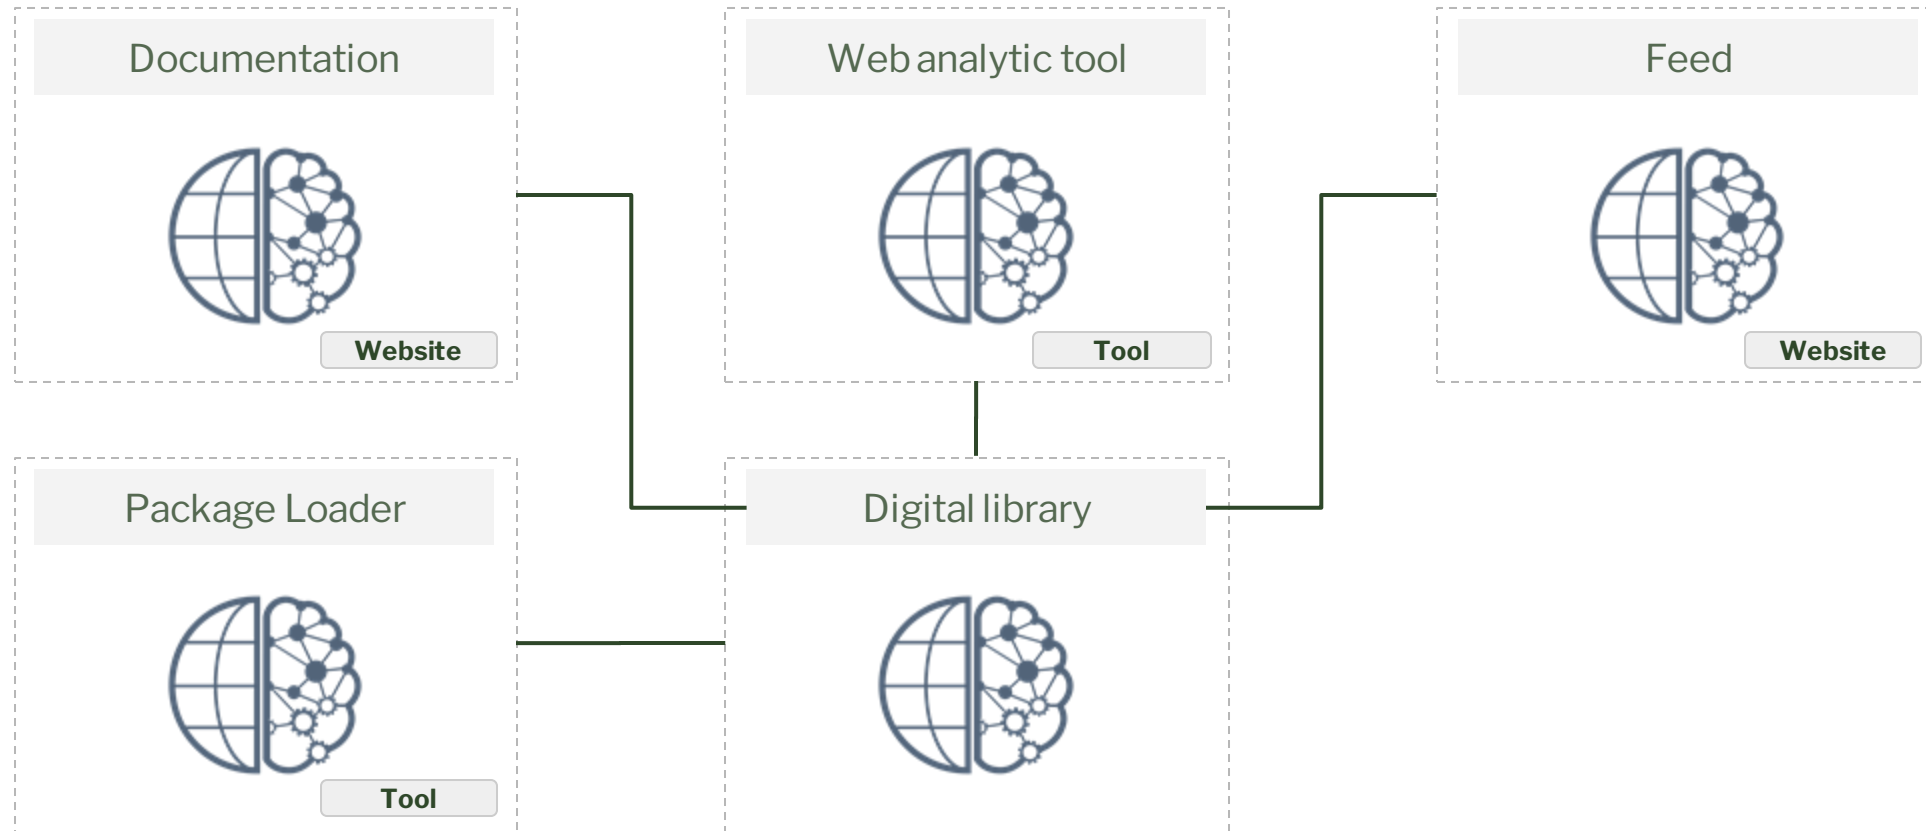 Documentation
Web analytic tool
Feed
Website
Tool
Website
Package Loader
Digital library
Tool